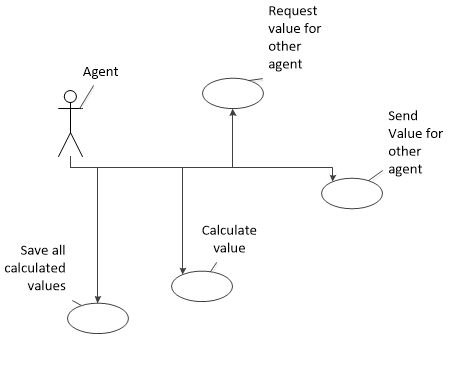 Request
value for
other
agent
Agent
Send
Value for
other
agent
Calculate
value
Save all
calculated
values